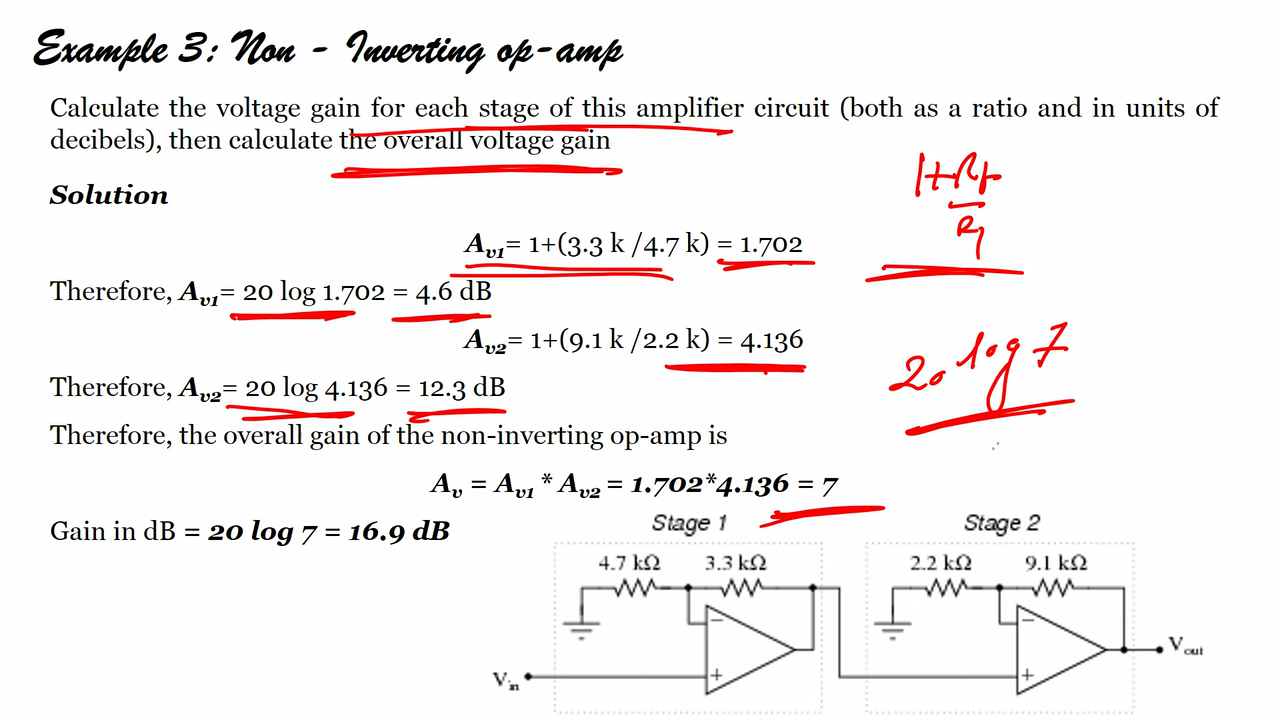 Example 3: Non - Inverting op-amp
Calculate the voltage gain for each stage of this amplifier circuit (both as a ratio and in units of
decibels), then calculate the overall voltage gain
Solution
1+Rf
R1
Av1= 1+(3.3 k /4.7 k) = 1.702
Therefore, Av1= 20 log 1.702 = 4.6 dB
Av2= 1+(9.1 k /2.2 k) = 4.136
20 log 7
Therefore, Av2= 20 log 4.136 = 12.3 dB
Therefore, the overall gain of the non-inverting op-amp is
Av = Av1 * Av2 = 1.702*4.136 = 7
Gain in dB = 20 log 7 = 16.9 dB
Stage 1
Stage 2
4.7 kΩ 3.3 kΩ
2.2 kΩ 9.1 kΩ
−
−
Vout
+
+
Vin